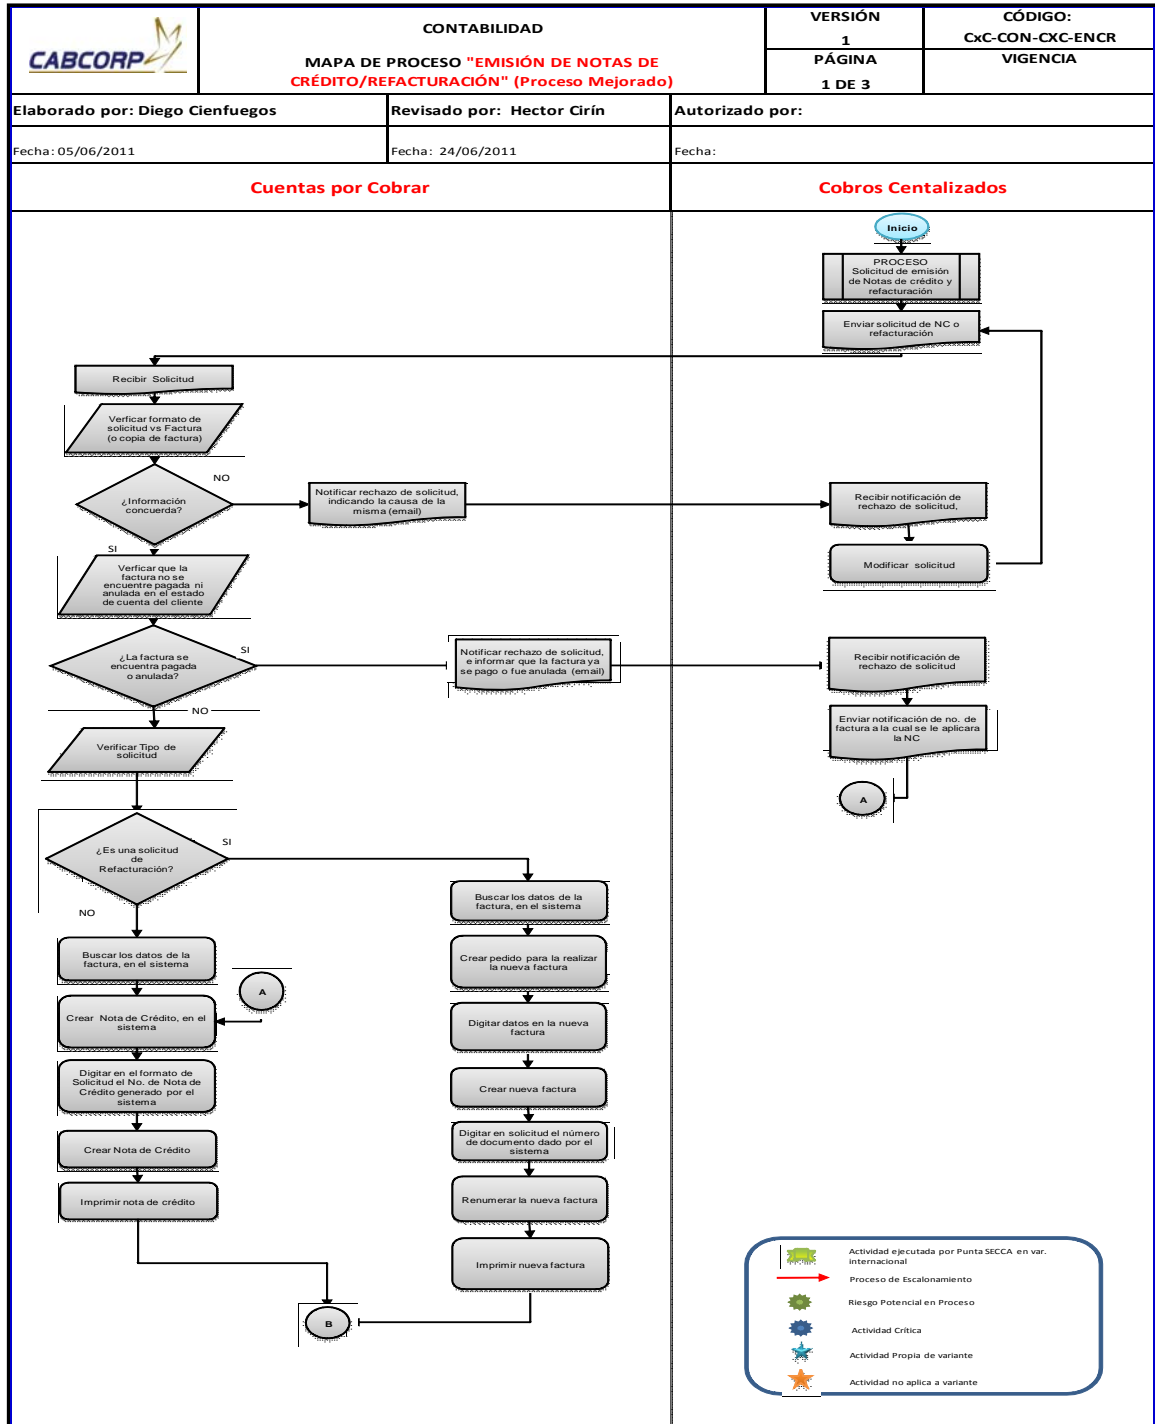 CABCORP
CONTABILIDAD
MAPA DE PROCESO "EMISIÓN DE NOTAS DE
CRÉDITO/REFACTURACIÓN" (Proceso Mejorado)
VERSIÓN
1
PÁGINA
1 DE 3
CÓDIGO:
CxC-CON-CXC-ENCR
VIGENCIA
Elaborado por: Diego Cienfuegos
Revisado por: Hector Cirín
Autorizado por:
Fecha: 05/06/2011
Fecha: 24/06/2011
Fecha:
Cuentas por Cobrar
Cobros Centalizados
Inicio
PROCESO
Solicitud de emisión
de Notas de crédito y
refacturación
Enviar solicitud de NC o
refacturación
Recibir Solicitud
Verficar formato de
solicitud vs Factura
(o copia de factura)
NO
¿Información
concuerda?
Notificar rechazo de solicitud,
indicando la causa de la
misma (email)
Recibir notificación de
rechazo de solicitud,
SI
Modificar solicitud
Verficar que la
factura no se
encuentre pagada ni
anulada en el estado
de cuenta del cliente
¿La factura se
encuentra pagada
o anulada?
SI
Notificar rechazo de solicitud,
e informar que la factura ya
se pago o fue anulada (email)
Recibir notificación de
rechazo de solicitud
NO
Enviar notificación de no. de
factura a la cual se le aplicara
la NC
Verificar Tipo de
solicitud
A
¿Es una solicitud
de
Refacturación?
SI
NO
Buscar los datos de la
factura, en el sistema
Crear pedido para la realizar
la nueva factura
Digitar datos en la nueva
factura
Crear nueva factura
Digitar en solicitud el número
de documento dado por el
sistema
Renumerar la nueva factura
Imprimir nueva factura
Buscar los datos de la
factura, en el sistema
A
Crear Nota de Crédito, en el
sistema
Digitar en el formato de
Solicitud el No. de Nota de
Crédito generado por el
sistema
Crear Nota de Crédito
Imprimir nota de crédito
B
Actividad ejecutada por Punta SECCA en var.
internacional
Proceso de Escalonamiento
Riesgo Potencial en Proceso
Actividad Crítica
Actividad Propia de variante
Actividad no aplica a variante